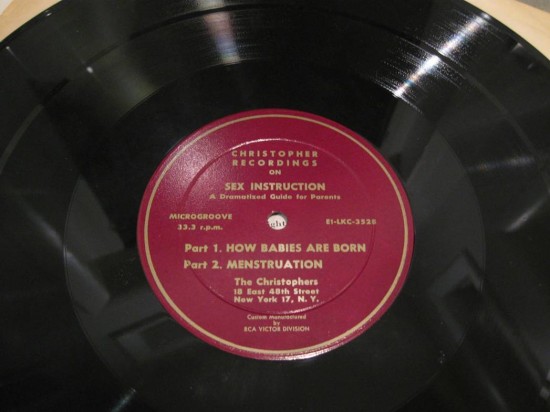 CHRISTOPHER
RECORDINGS
ON
SEX INSTRUCTION
A Dramatized Guide for Parents
MICROGROOVE
33.3 r.p.m.
E1-LKC-3528
Part 1. HOW BABIES ARE BORN
Part 2. MENSTRUATION
The Christophers
18 East 48th Street
New York 17, N. Y.
Custom Manufactured
by
RCA VICTOR DIVISION